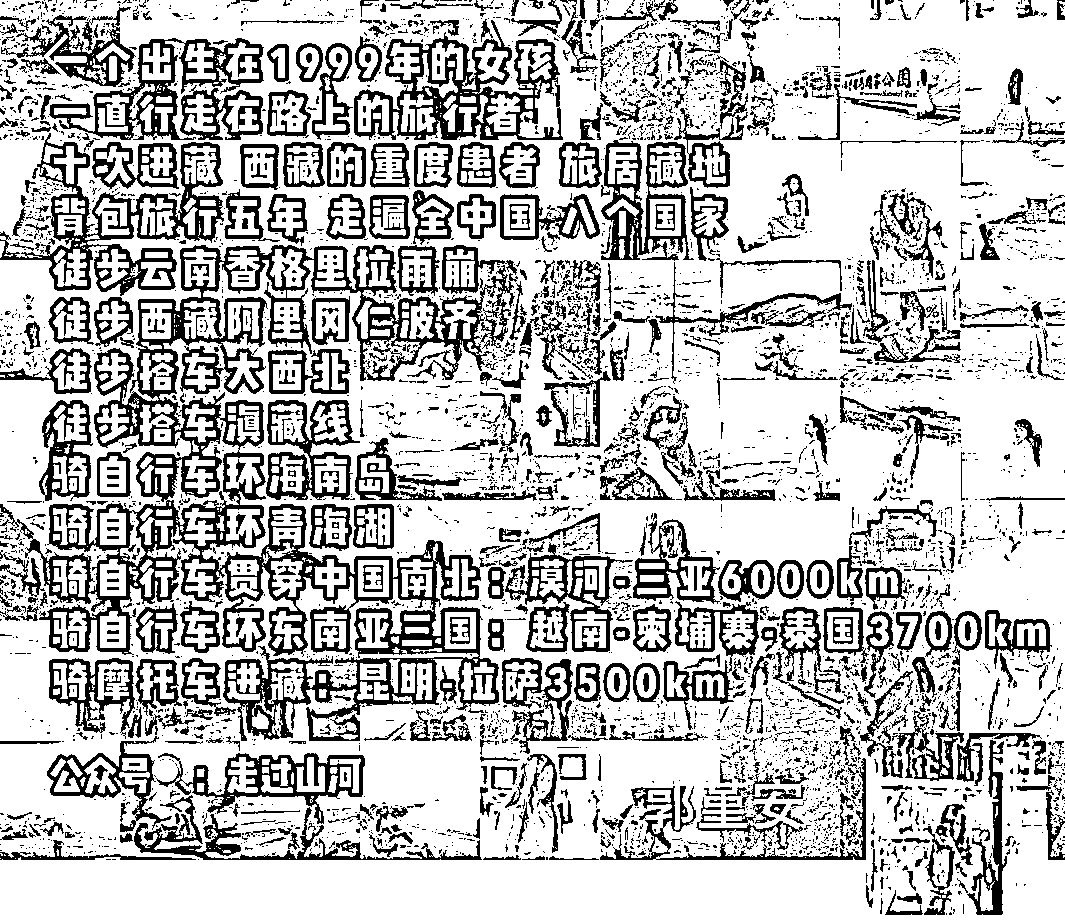 一个出生在1999年的女孩
一直行走在路上的旅行者
十次进藏 西藏的重度患者 旅居藏地
背包旅行五年 走遍全中国 八个国家
徒步云南香格里拉雨崩
徒步西藏阿里冈仁波齐
徒步搭车大西北
徒步搭车滇藏线
骑自行车环海南岛
骑自行车环青海湖
骑自行车贯穿中国南北：漠河-三亚6000km
骑自行车环东南亚三国：越南-柬埔寨-泰国3700km
骑摩托车进藏：昆明-拉萨3500km
公众号🔍：走过山河
郭重安